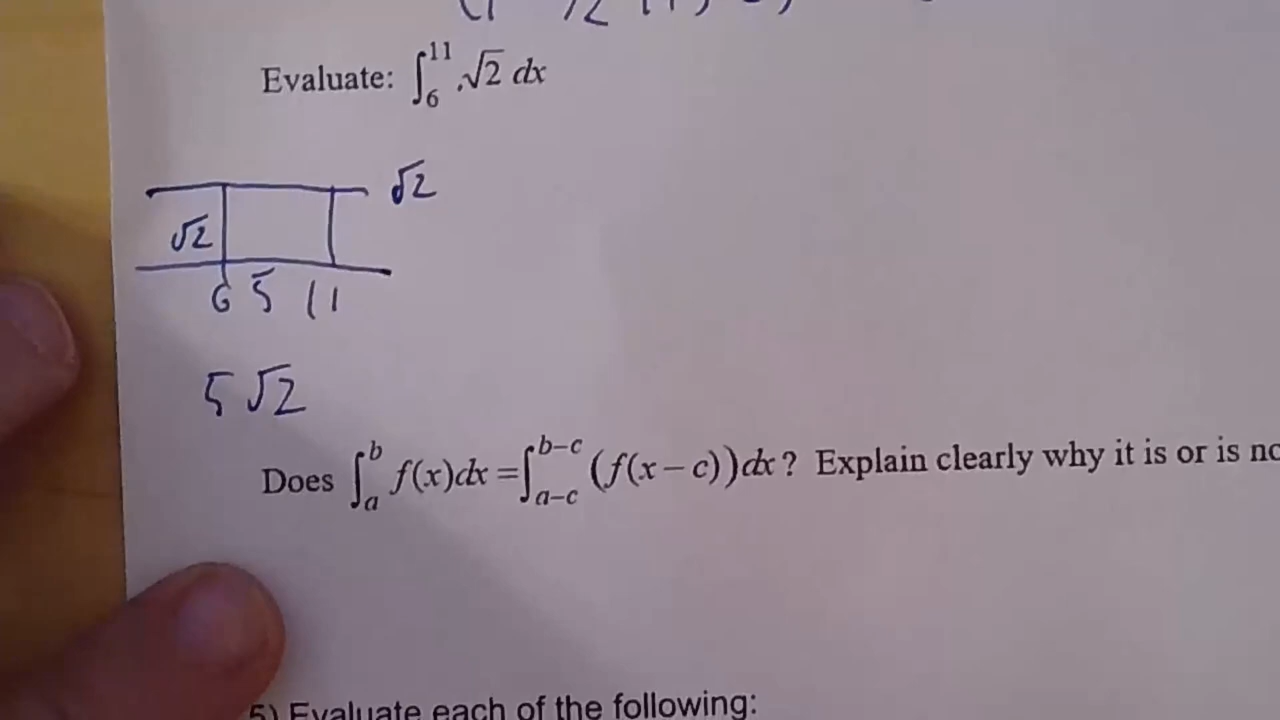 Evaluate: ∫₆¹¹ √2 dx
√2
√2
6 5 11
5 √2
Does ∫ₐᵇ f(x)dx = ∫_{a-c}^{b-c} (f(x-c))dx? Explain clearly why it is or is
5) Evaluate each of the following: